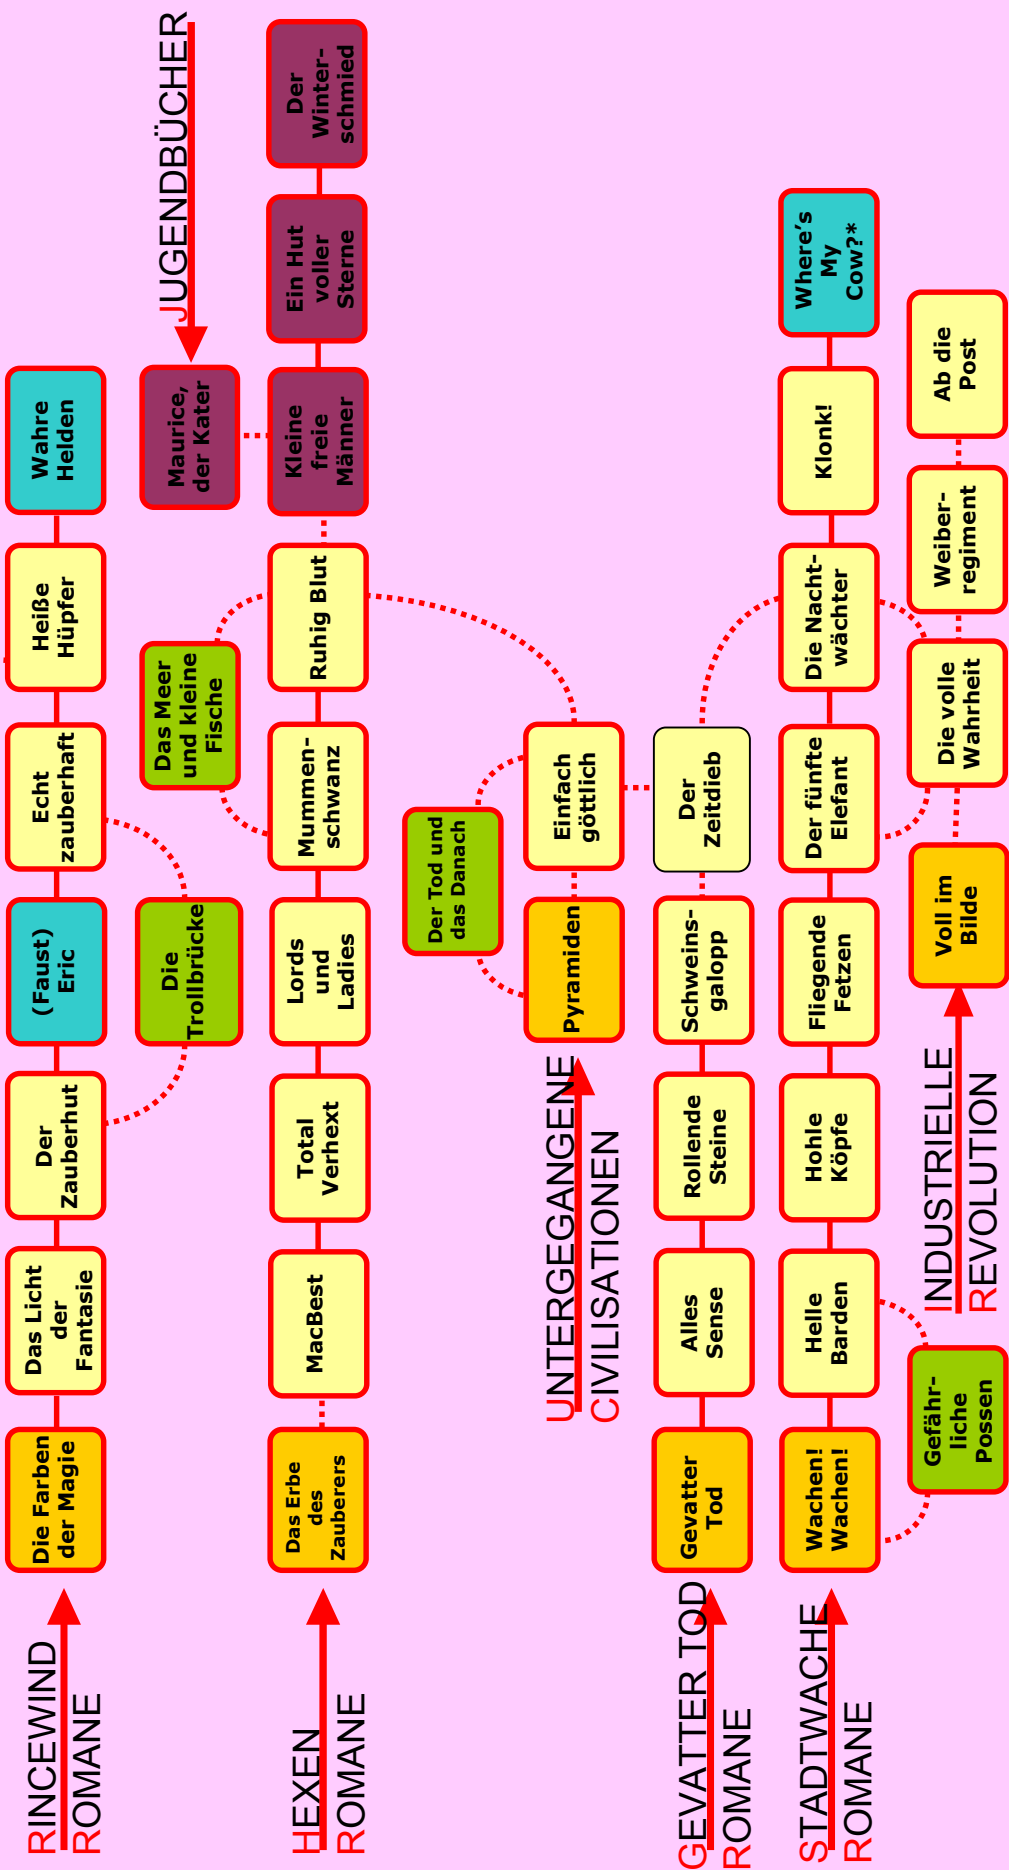 RINCEWIND
ROMANE
Die Farben
der Magie
Das Licht
der
Fantasie
Der
Zauberhut
(Faust)
Eric
Echt
zauberhaft
Heiße
Hüpfer
Wahre
Helden
Die
Trollbrücke
JUGENDBÜCHER
Maurice,
der Kater
Das Meer
und kleine
Fische
HEXEN
ROMANE
Das Erbe
des
Zauberers
MacBest
Total
Verhext
Lords
und
Ladies
Mummen-
schwanz
Ruhig Blut
Kleine
freie
Männer
Ein Hut
voller
Sterne
Der
Winter-
schmied
Der Tod und
das Danach
UNTERGEGANGENE
CIVILISATIONEN
Pyramiden
Einfach
göttlich
GEVATTER TOD
ROMANE
Gevatter
Tod
Alles
Sense
Rollende
Steine
Schweins-
galopp
Der
Zeitdieb
STADTWACHE
ROMANE
Wachen!
Wachen!
Helle
Barden
Hohle
Köpfe
Fliegende
Fetzen
Der fünfte
Elefant
Die Nacht-
wächter
Klonk!
Where's
My
Cow?*
Gefähr-
liche
Possen
INDUSTRIELLE
REVOLUTION
Voll im
Bilde
Die volle
Wahrheit
Weiber-
regiment
Ab die
Post